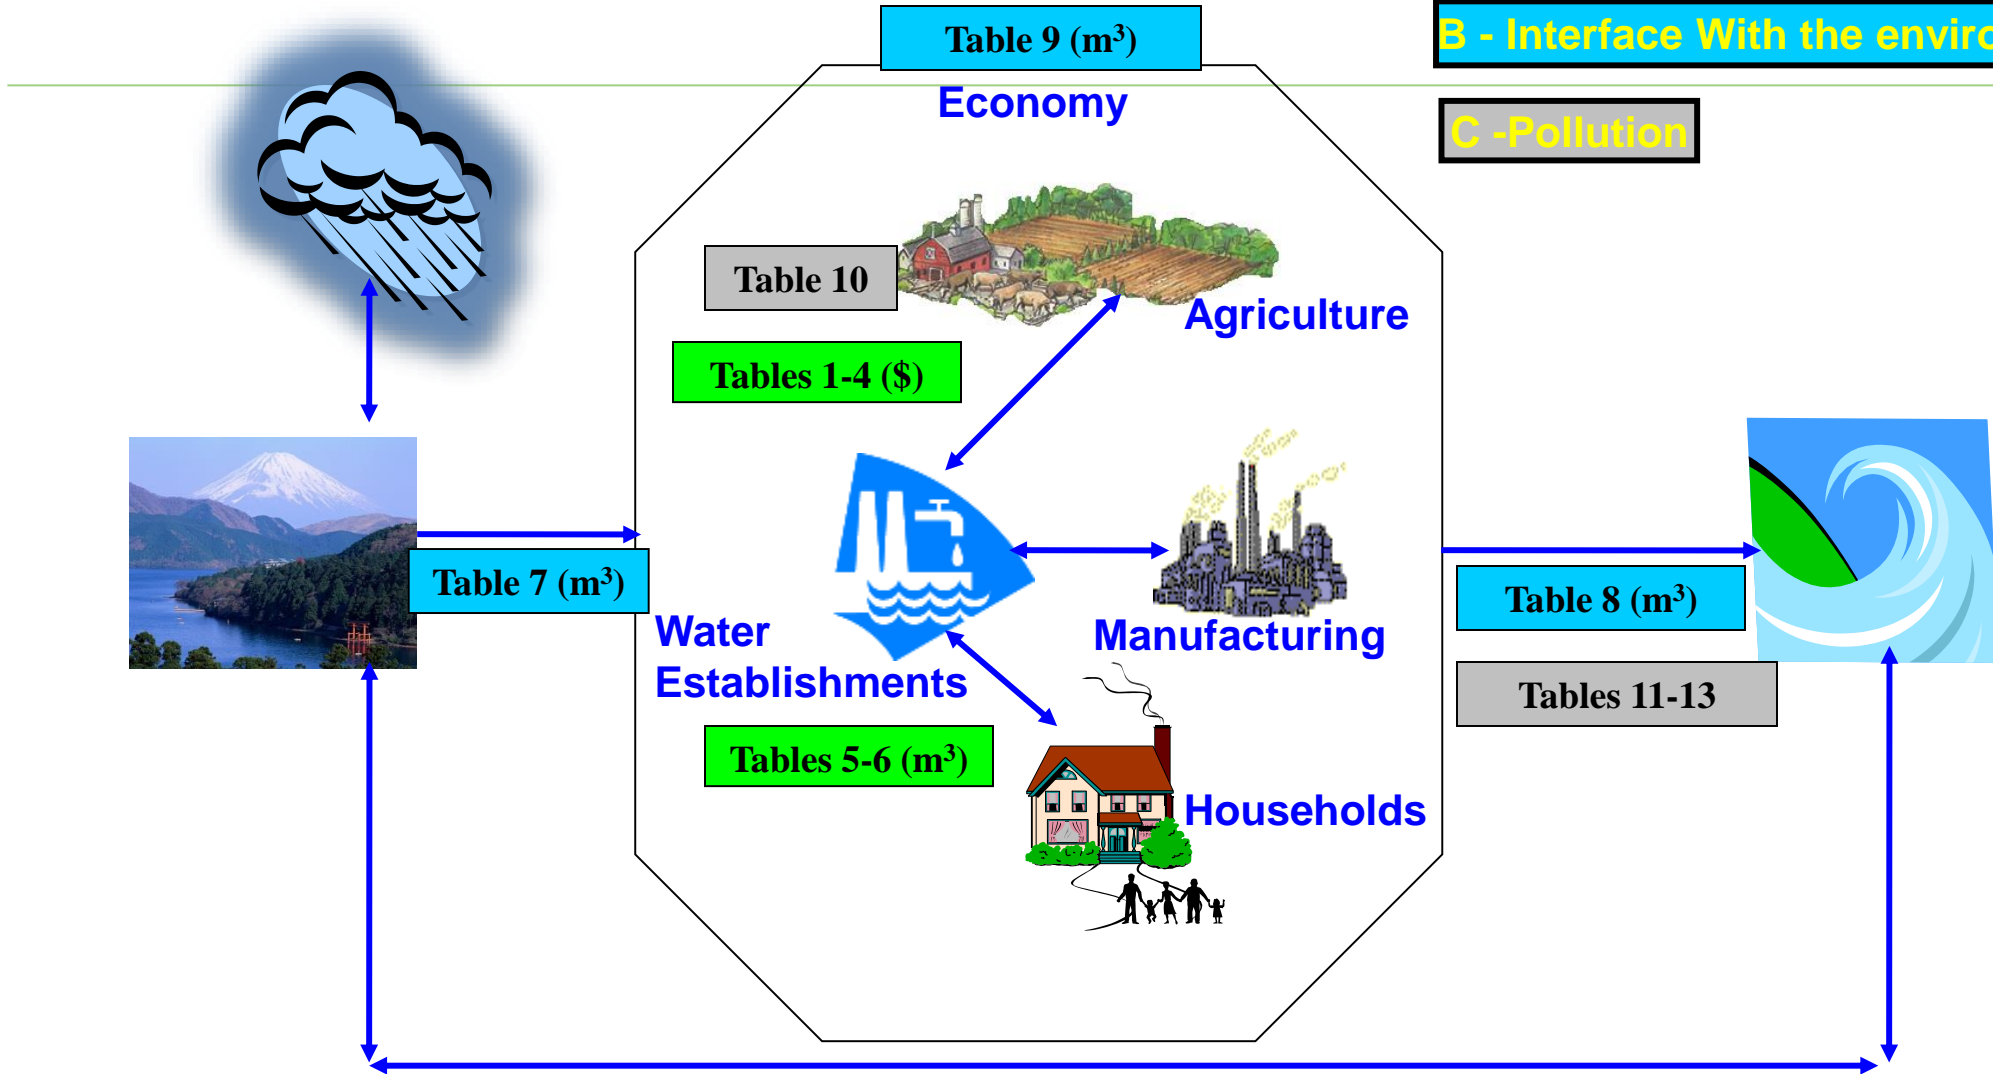 Table 9 (m³)
B - Interface With the
Economy
C -Pollution
Table 10
Agriculture
Tables 1-4 ($)
Table 7 (m³)
Table 8 (m³)
Water
Establishments
Manufacturing
Tables 11-13
Tables 5-6 (m³)
Households